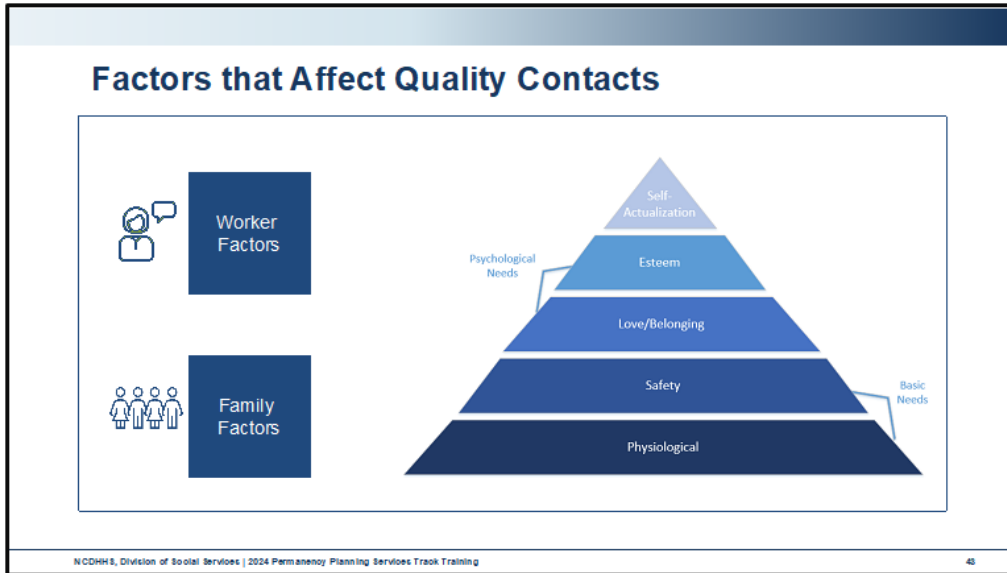 Factors that Affect Quality Contacts
Worker
Factors
Family
Factors
Self-
Actualization
Psychological
Needs
Esteem
Love/Belonging
Safety
Basic
Needs
Physiological
NCDHHS, Division of Social Services | 2024 Permanency Planning Services Track Training
43